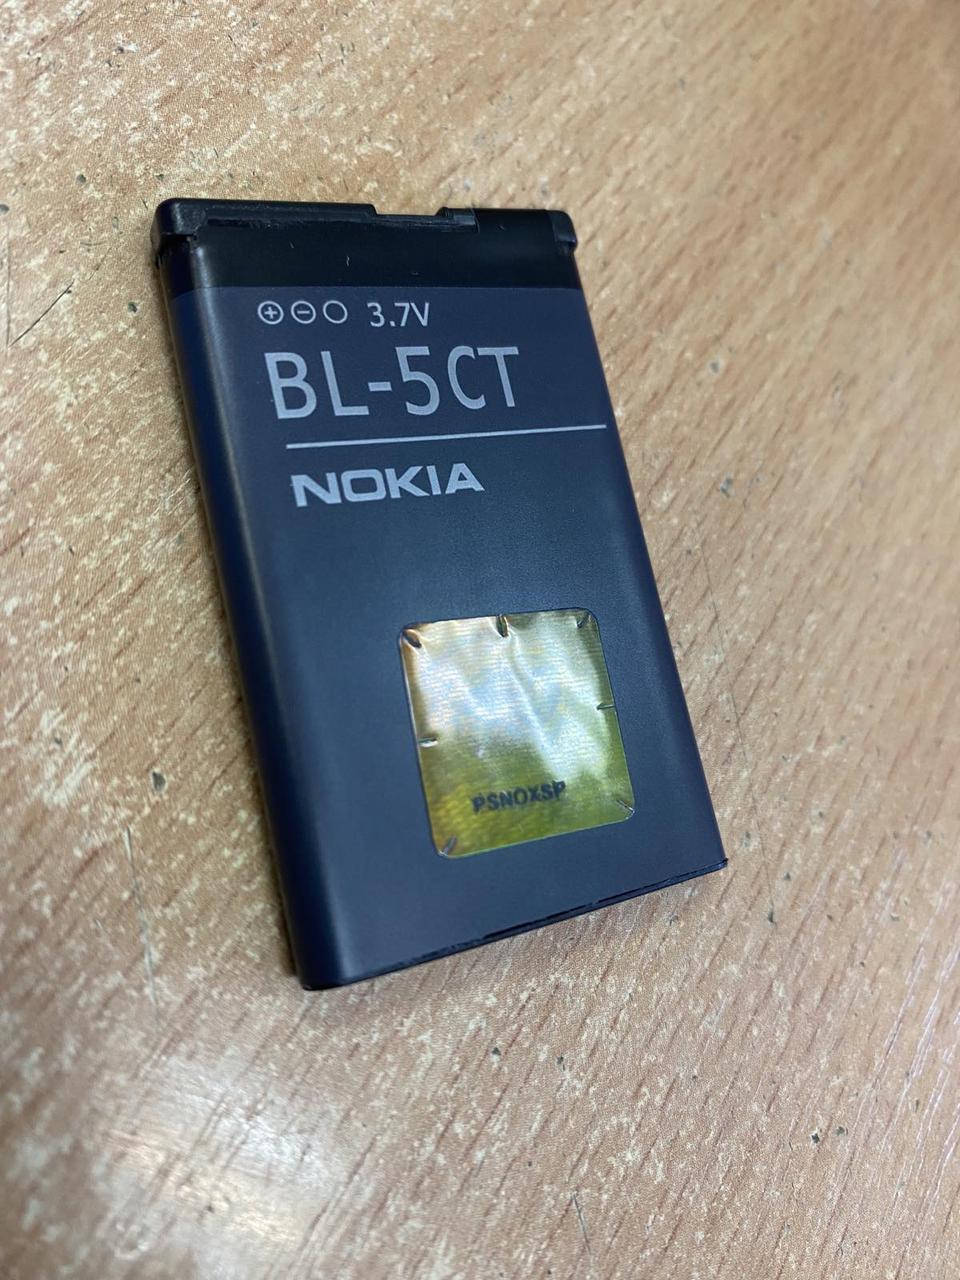 ⊕⊖○ 3.7V
BL-5CT
NOKIA
PSNOXSP